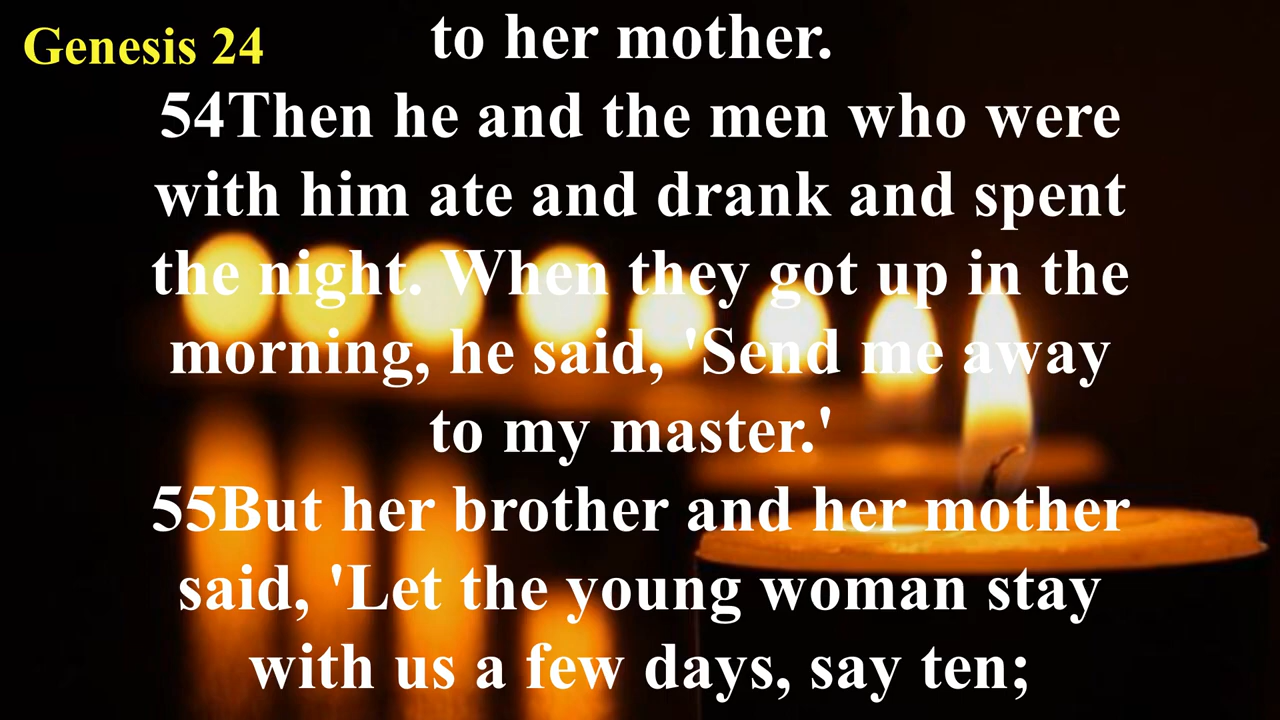 Genesis 24
to her mother.
54Then he and the men who were
with him ate and drank and spent
the night. When they got up in the
morning, he said, 'Send me away
to my master.'
55But her brother and her mother
said, 'Let the young woman stay
with us a few days, say ten;